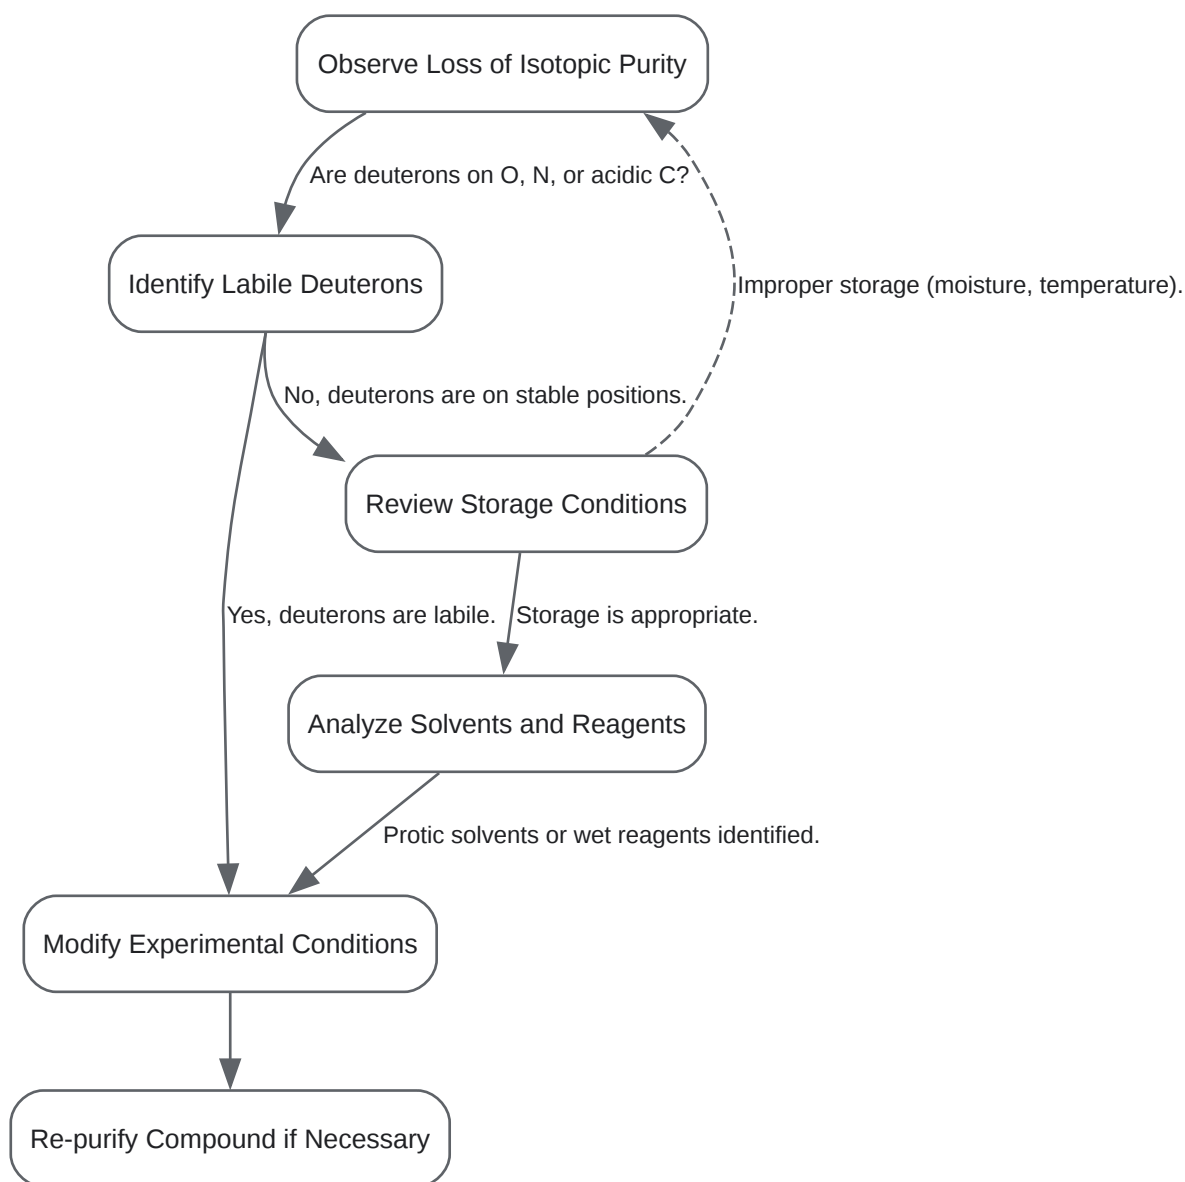 Observe Loss of Isotopic Purity
Are deuterons on O, N, or acidic C?
Identify Labile Deuterons
Improper storage (moisture, temperature).
No, deuterons are on stable positions.
Review Storage Conditions
Yes, deuterons are labile.
Storage is appropriate.
Analyze Solvents and Reagents
Protic solvents or wet reagents identified.
Modify Experimental Conditions
Re-purify Compound if Necessary